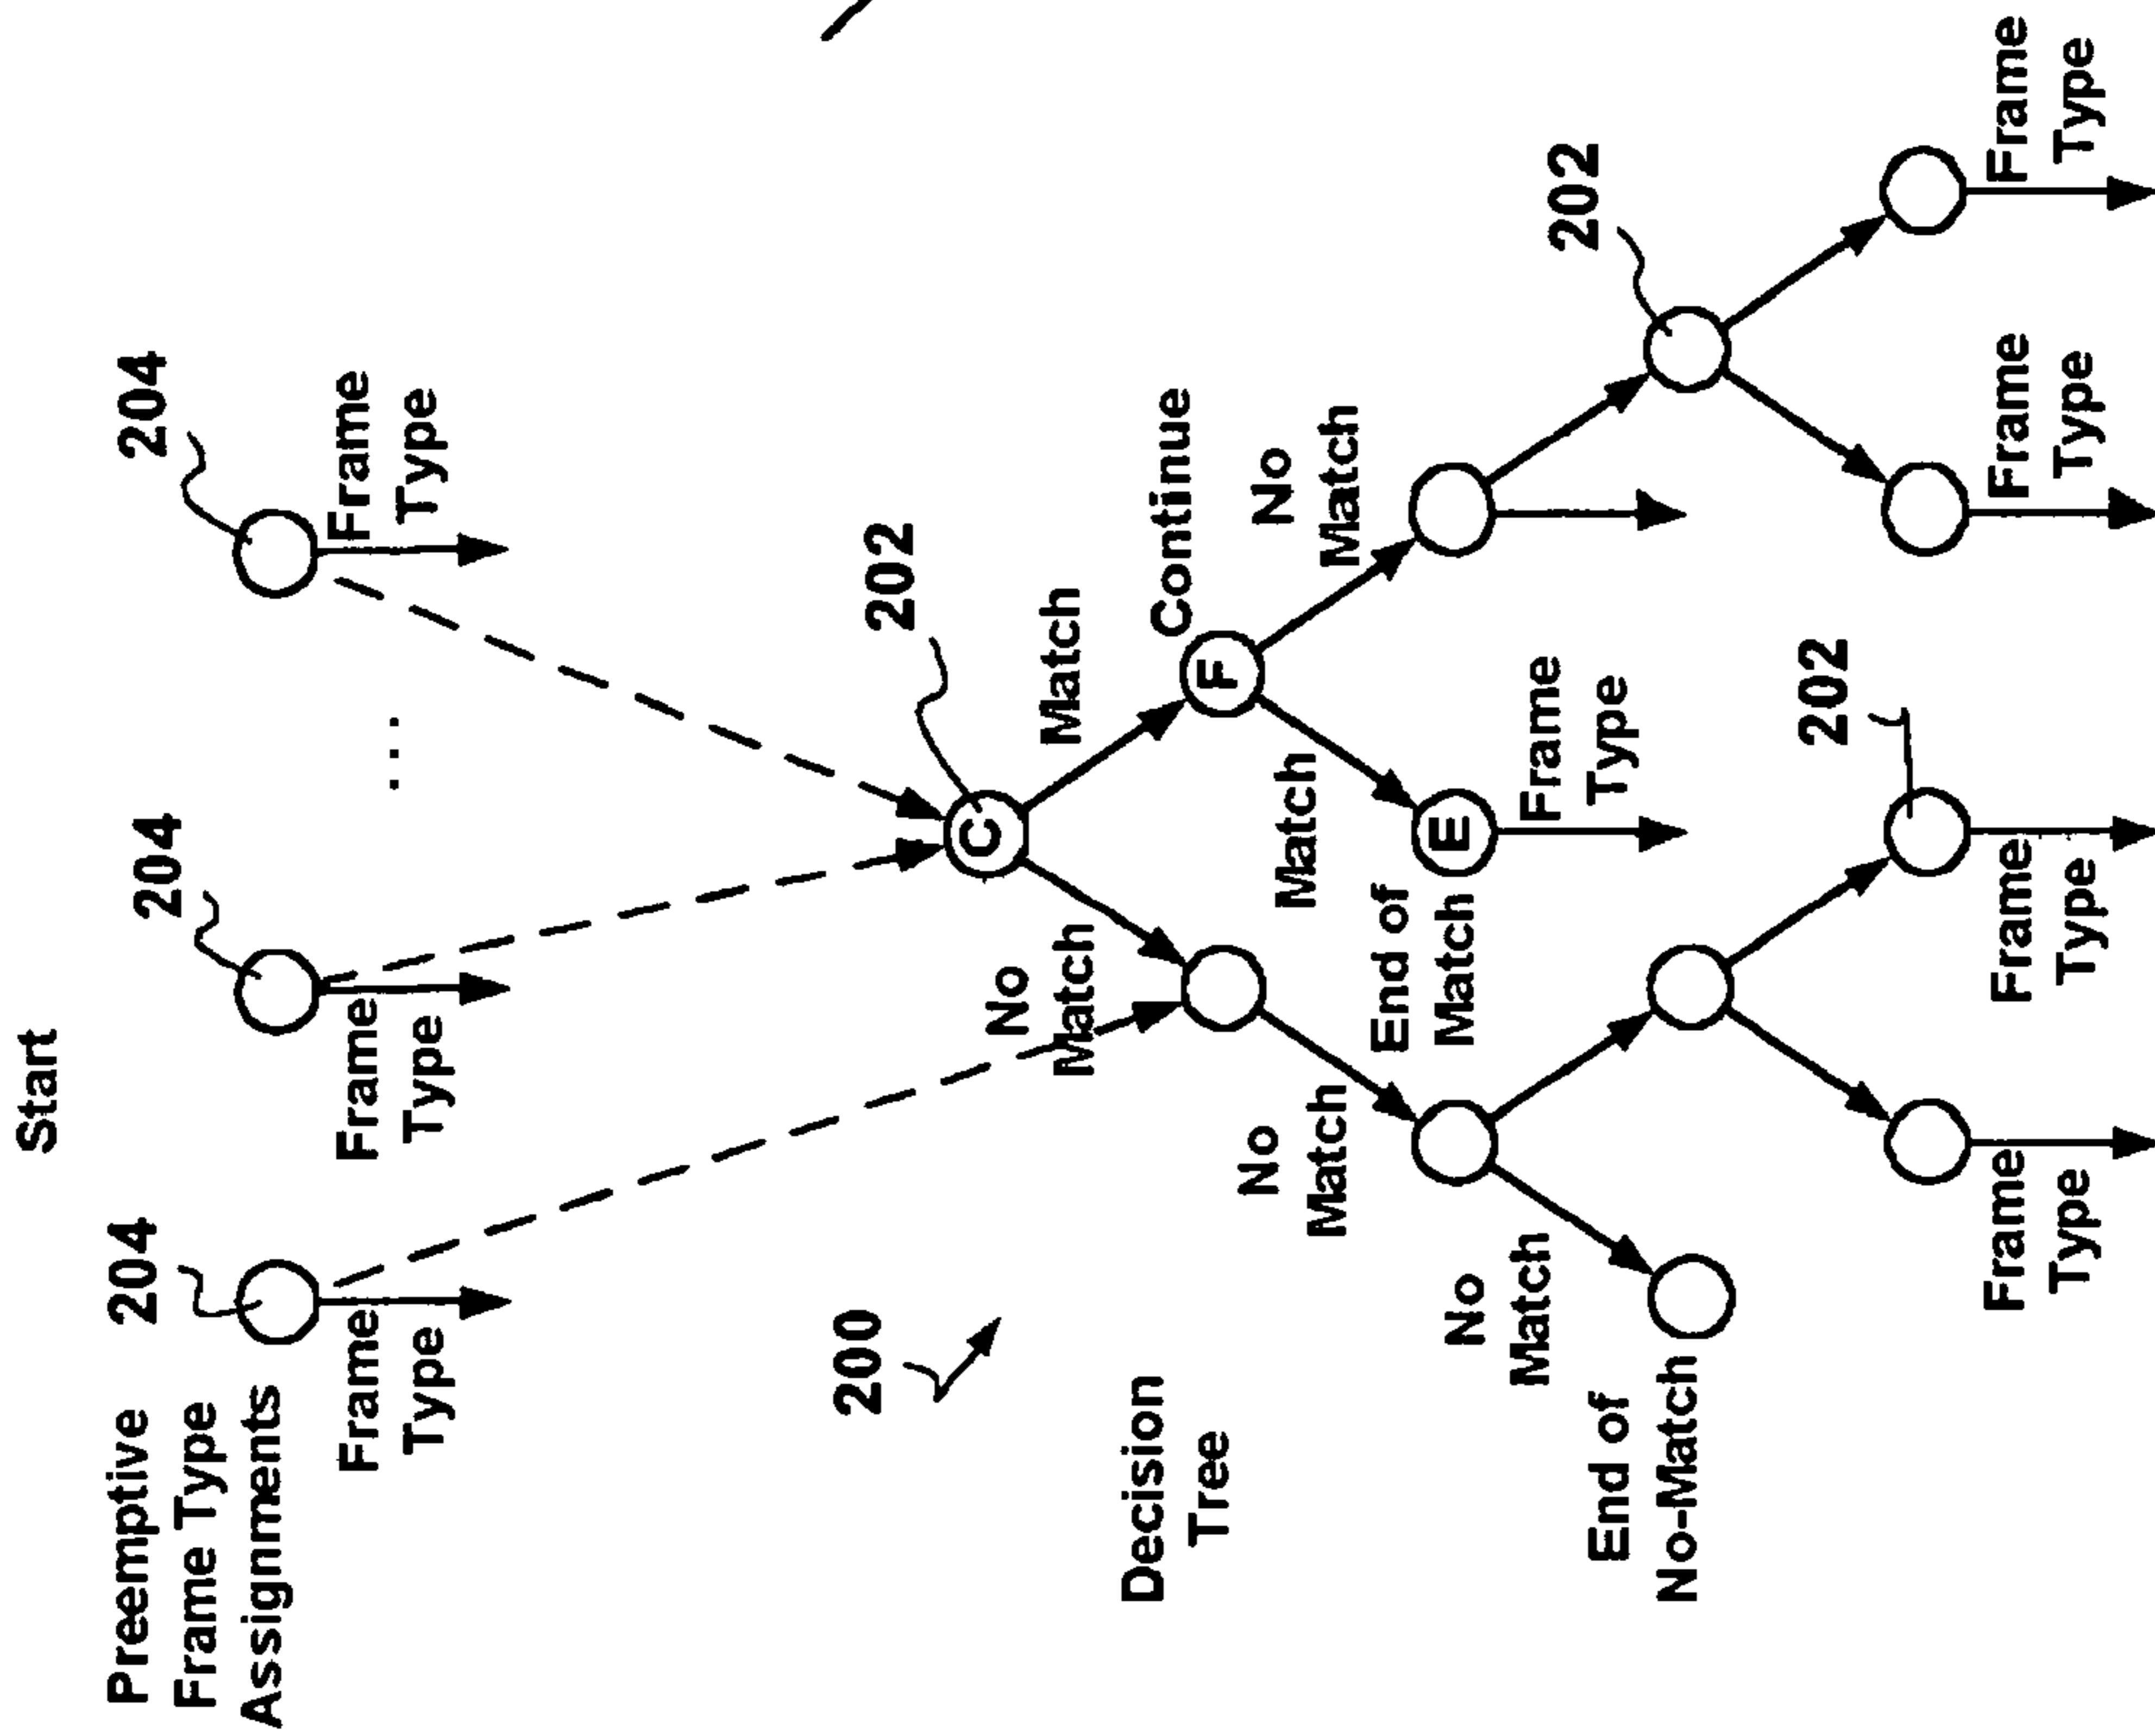 Start
Preemptive
Frame Type
Assignments
204
204
204
Frame
Type
Frame
Type
Frame
Type
...
200
202
Decision
Tree
C
No
Match
Match
F
Continue
No
Match
End of
Match
Match
No
Match
E
Frame
Type
No
Match
End of
No-Match
202
202
Frame
Type
Frame
Type
Frame
Type
Frame
Type